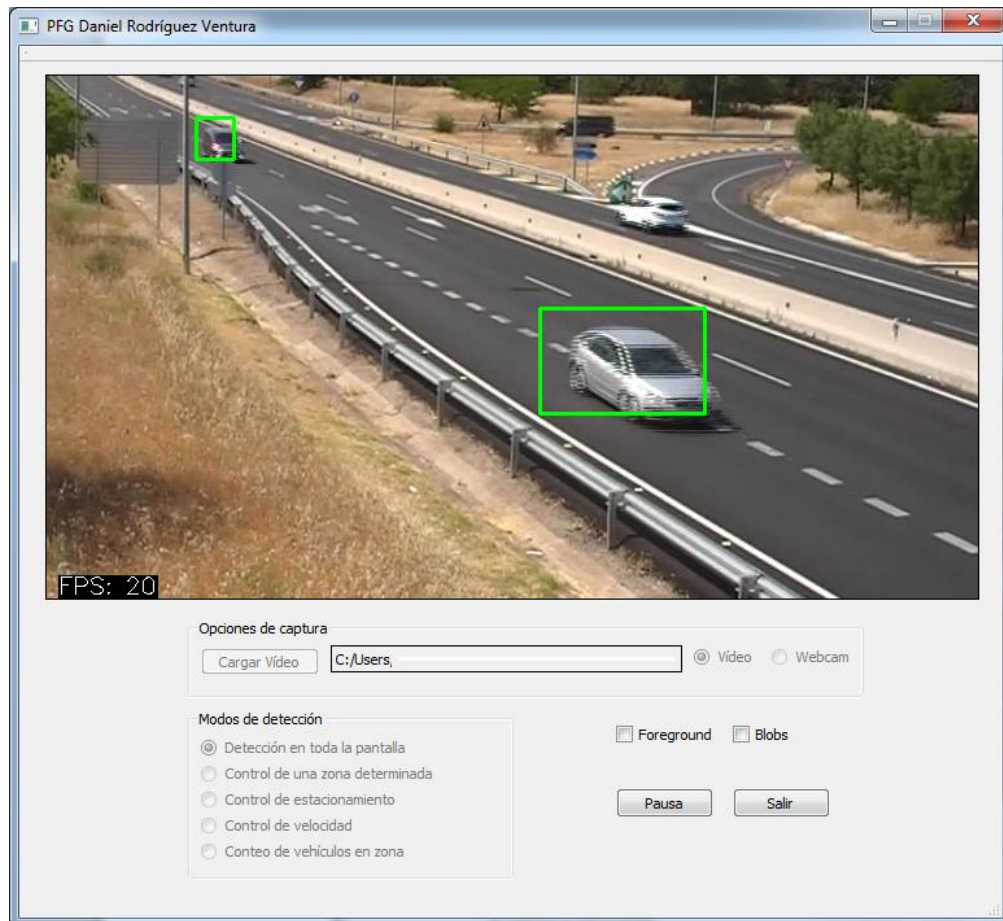 PFG Daniel Rodríguez Ventura
FPS: 20
Opciones de captura
Cargar Vídeo
C:/Users,
Vídeo
Webcam
Modos de detección
Detección en toda la pantalla
Control de una zona determinada
Control de estacionamiento
Control de velocidad
Conteo de vehículos en zona
Foreground
Blobs
Pausa
Salir